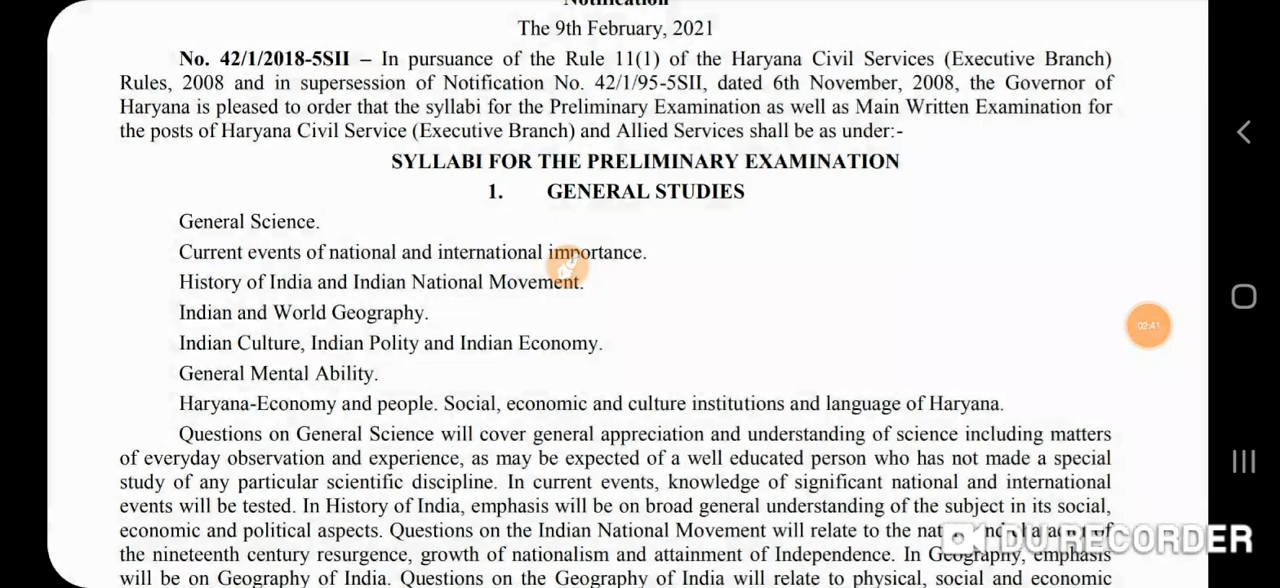 Notification
The 9th February, 2021
No. 42/1/2018-5SII – In pursuance of the Rule 11(1) of the Haryana Civil Services (Executive Branch)
Rules, 2008 and in supersession of Notification No. 42/1/95-5SII, dated 6th November, 2008, the Governor of
Haryana is pleased to order that the syllabi for the Preliminary Examination as well as Main Written Examination for
the posts of Haryana Civil Service (Executive Branch) and Allied Services shall be as under:-
SYLLABI FOR THE PRELIMINARY EXAMINATION
1. GENERAL STUDIES
General Science.
Current events of national and international importance.
History of India and Indian National Movement.
Indian and World Geography.
Indian Culture, Indian Polity and Indian Economy.
02:41
General Mental Ability.
Haryana-Economy and people. Social, economic and culture institutions and language of Haryana.
Questions on General Science will cover general appreciation and understanding of science including matters
of everyday observation and experience, as may be expected of a well educated person who has not made a special
study of any particular scientific discipline. In current events, knowledge of significant national and international
events will be tested. In History of India, emphasis will be on broad general understanding of the subject in its social,
economic and political aspects. Questions on the Indian National Movement will relate to the of
the nineteenth century resurgence, growth of nationalism and attainment of Independence. In Geography, emphasis
will be on Geography of India. Questions on the Geography of India will relate to physical, social and economic
DU RECORDER